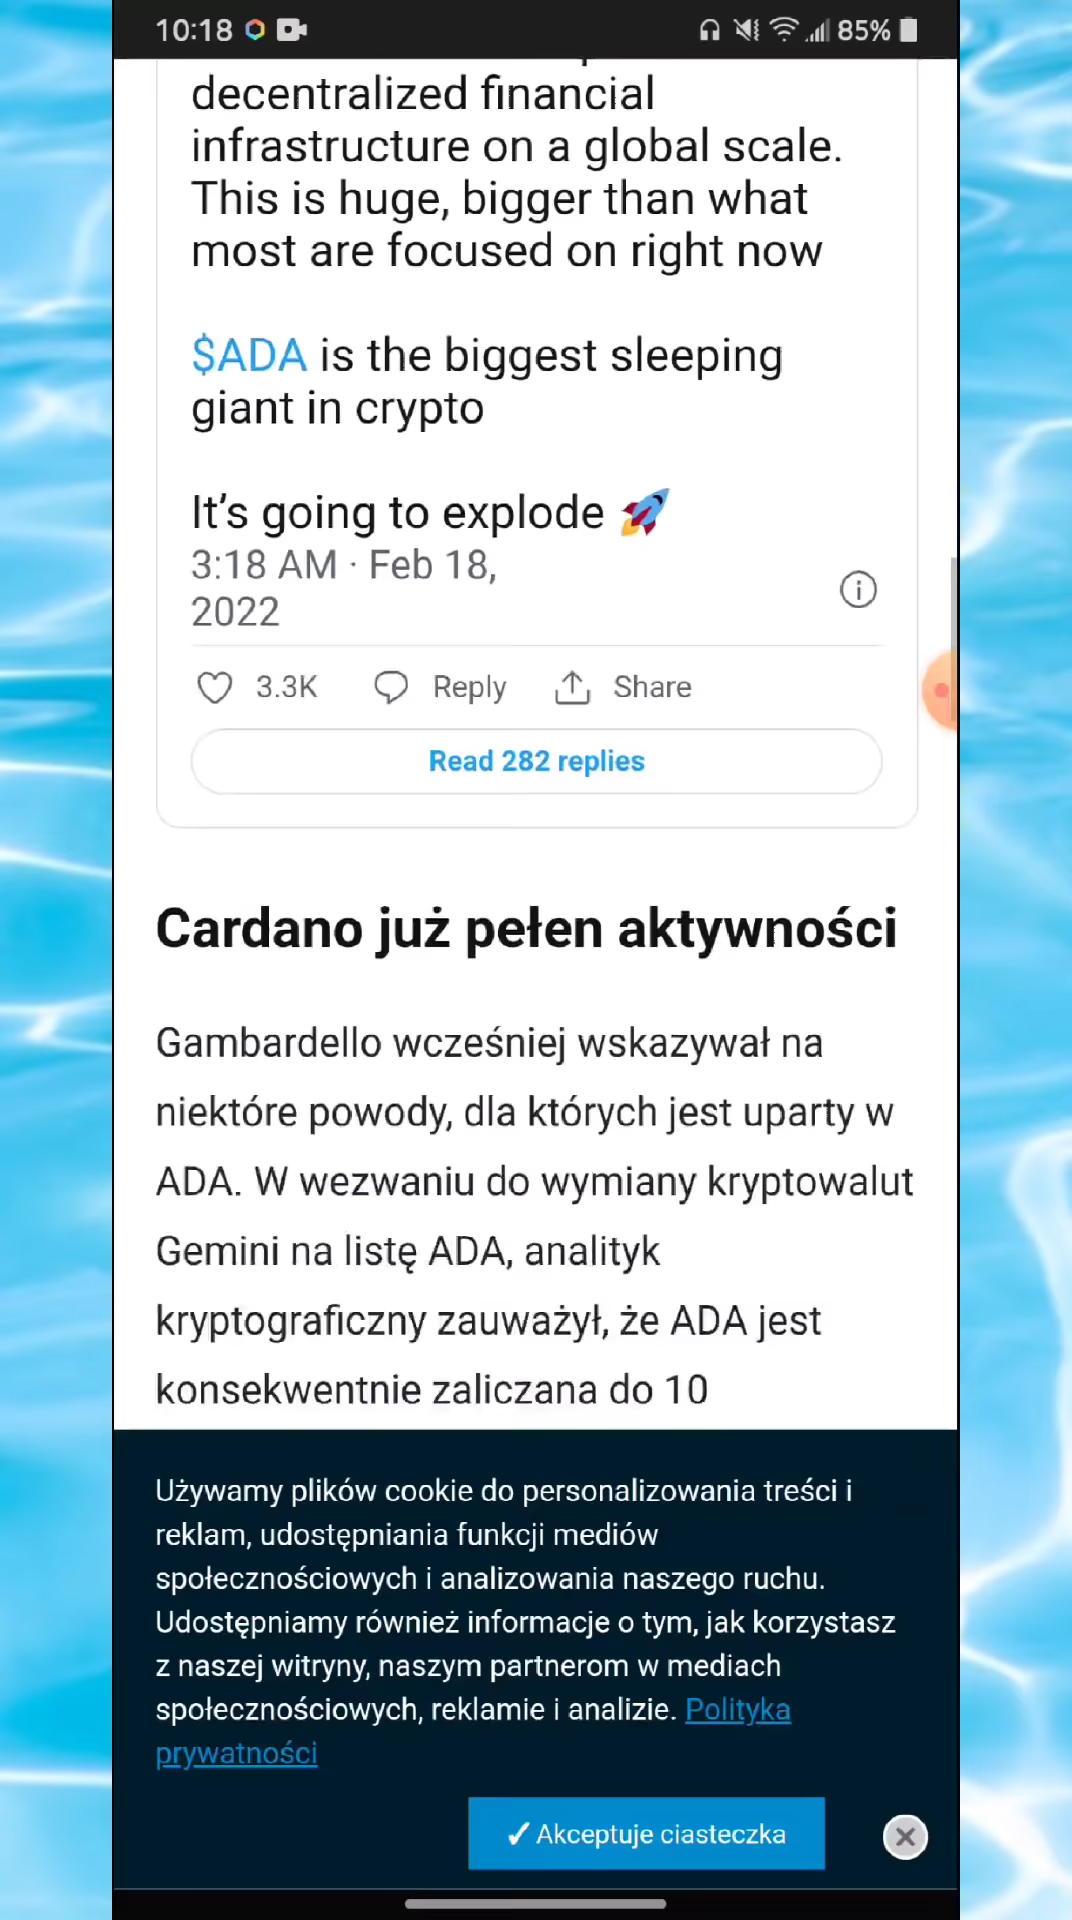 10:18 85%
decentralized financial
infrastructure on a global scale.
This is huge, bigger than what
most are focused on right now
$ADA is the biggest sleeping
giant in crypto
It’s going to explode 🚀
3:18 AM · Feb 18,
2022
3.3K Reply Share
Read 282 replies
Cardano już pełen aktywności
Gambardello wcześniej wskazywał na
niektóre powody, dla których jest uparty w
ADA. W wezwaniu do wymiany kryptowalut
Gemini na listę ADA, analityk
kryptograficzny zauważył, że ADA jest
konsekwentnie zaliczana do 10
Używamy plików cookie do personalizowania treści i
reklam, udostępniania funkcji mediów
społecznościowych i analizowania naszego ruchu.
Udostępniamy również informacje o tym, jak korzystasz
z naszej witryny, naszym partnerom w mediach
społecznościowych, reklamie i analizie. Polityka
prywatności
✓ Akceptuje ciasteczka